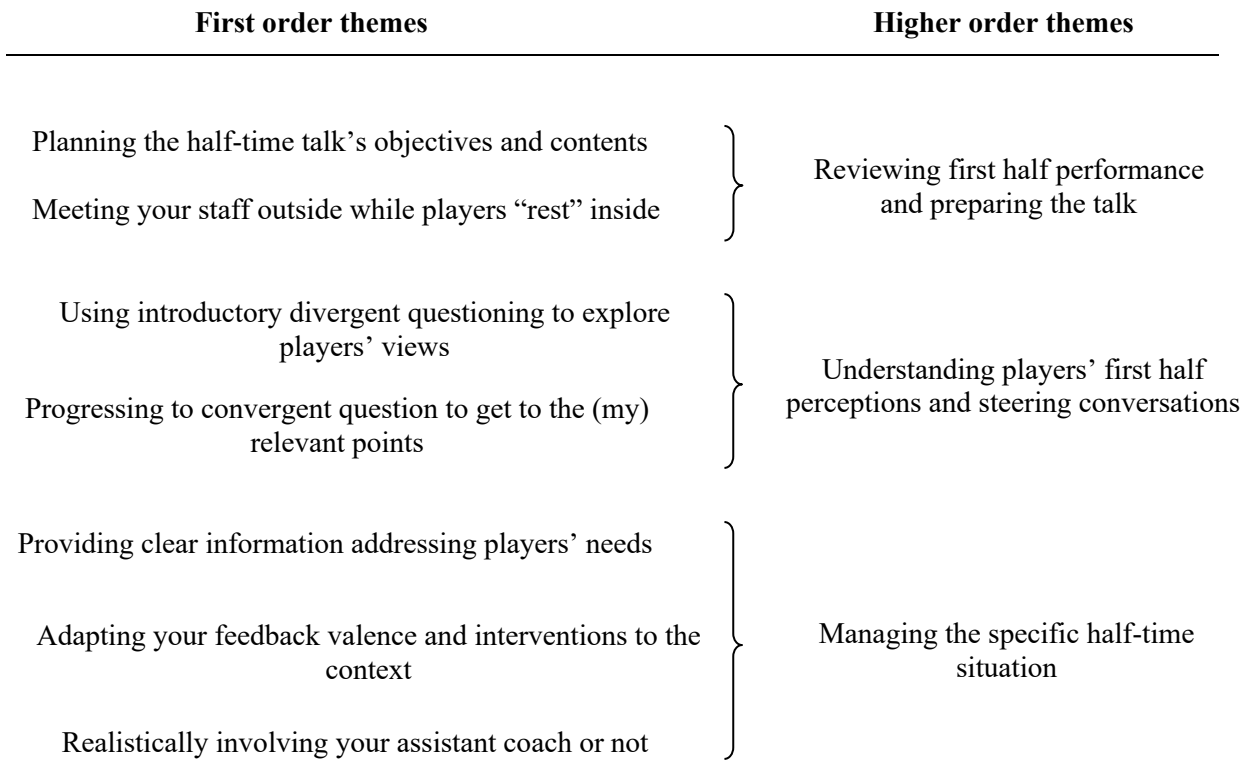 First order themes
Higher order themes
Planning the half-time talk’s objectives and contents
Meeting your staff outside while players “rest” inside
Reviewing first half performance
and preparing the talk
Using introductory divergent questioning to explore
players’ views
Progressing to convergent question to get to the (my)
relevant points
Understanding players’ first half
perceptions and steering conversations
Providing clear information addressing players’ needs
Adapting your feedback valence and interventions to the
context
Realistically involving your assistant coach or not
Managing the specific half-time
situation